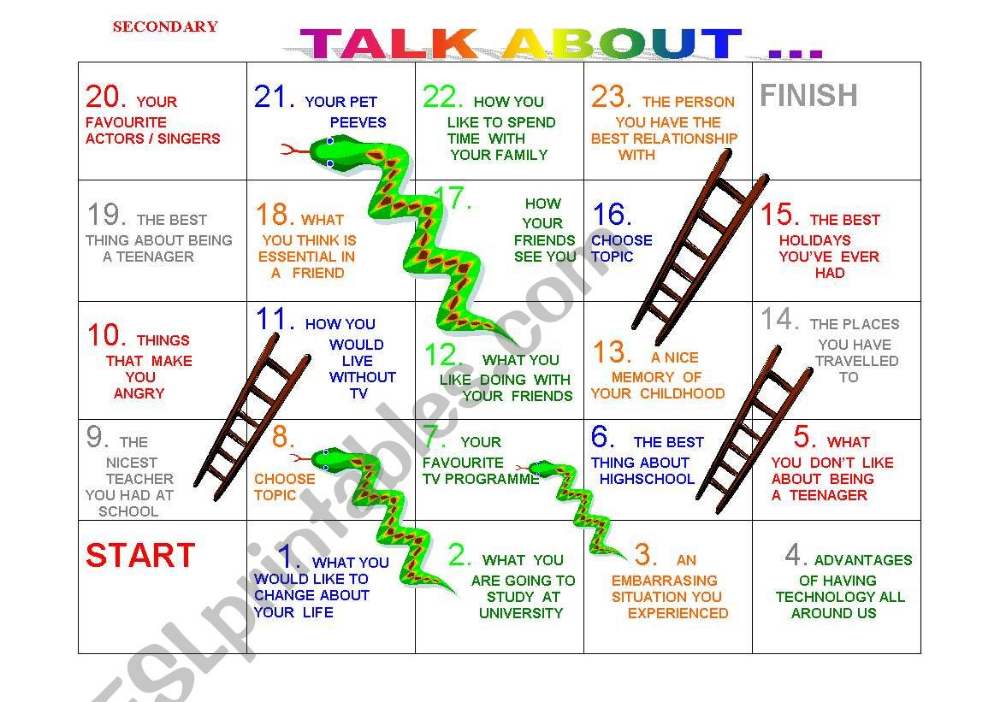 SECONDARY
TALK ABOUT ...
20. YOUR
FAVOURITE
ACTORS / SINGERS
21. YOUR PET
PEEVES
22. HOW YOU
LIKE TO SPEND
TIME WITH
YOUR FAMILY
23. THE PERSON
YOU HAVE THE
BEST RELATIONSHIP
WITH
FINISH
19. THE BEST
THING ABOUT BEING
A TEENAGER
18. WHAT
YOU THINK IS
ESSENTIAL IN
A FRIEND
17. HOW
YOUR
FRIENDS
SEE YOU
16.
CHOOSE
TOPIC
15. THE BEST
HOLIDAYS
YOU'VE EVER
HAD
10. THINGS
THAT MAKE
YOU
ANGRY
11. HOW YOU
WOULD
LIVE
WITHOUT
TV
12. WHAT YOU
LIKE DOING WITH
YOUR FRIENDS
13. A NICE
MEMORY OF
YOUR CHILDHOOD
14. THE PLACES
YOU HAVE
TRAVELLED
TO
9. THE
NICEST
TEACHER
YOU HAD AT
SCHOOL
8.
CHOOSE
TOPIC
7. YOUR
FAVOURITE
TV PROGRAMME
6. THE BEST
THING ABOUT
HIGHSCHOOL
5. WHAT
YOU DON'T LIKE
ABOUT BEING
A TEENAGER
START
1. WHAT YOU
WOULD LIKE TO
CHANGE ABOUT
YOUR LIFE
2. WHAT YOU
ARE GOING TO
STUDY AT
UNIVERSITY
3. AN
EMBARRASING
SITUATION YOU
EXPERIENCED
4. ADVANTAGES
OF HAVING
TECHNOLOGY ALL
AROUND US
ESLprintables.com